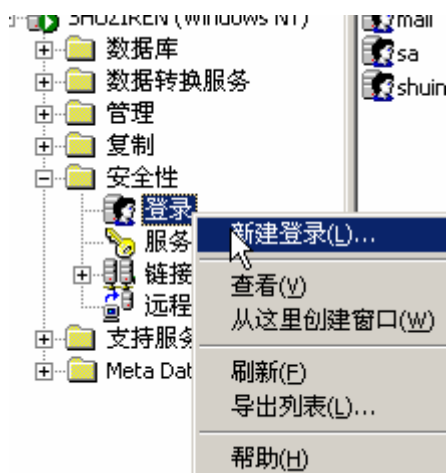 SHUZIREN (Windows NT)
数据库
数据转换服务
管理
复制
安全性
登录
服务
链接
远程
支持服务
Meta Dat
mail
sa
shuin
新建登录(L)...
查看(V)
从这里创建窗口(W)
刷新(F)
导出列表(L)...
帮助(H)